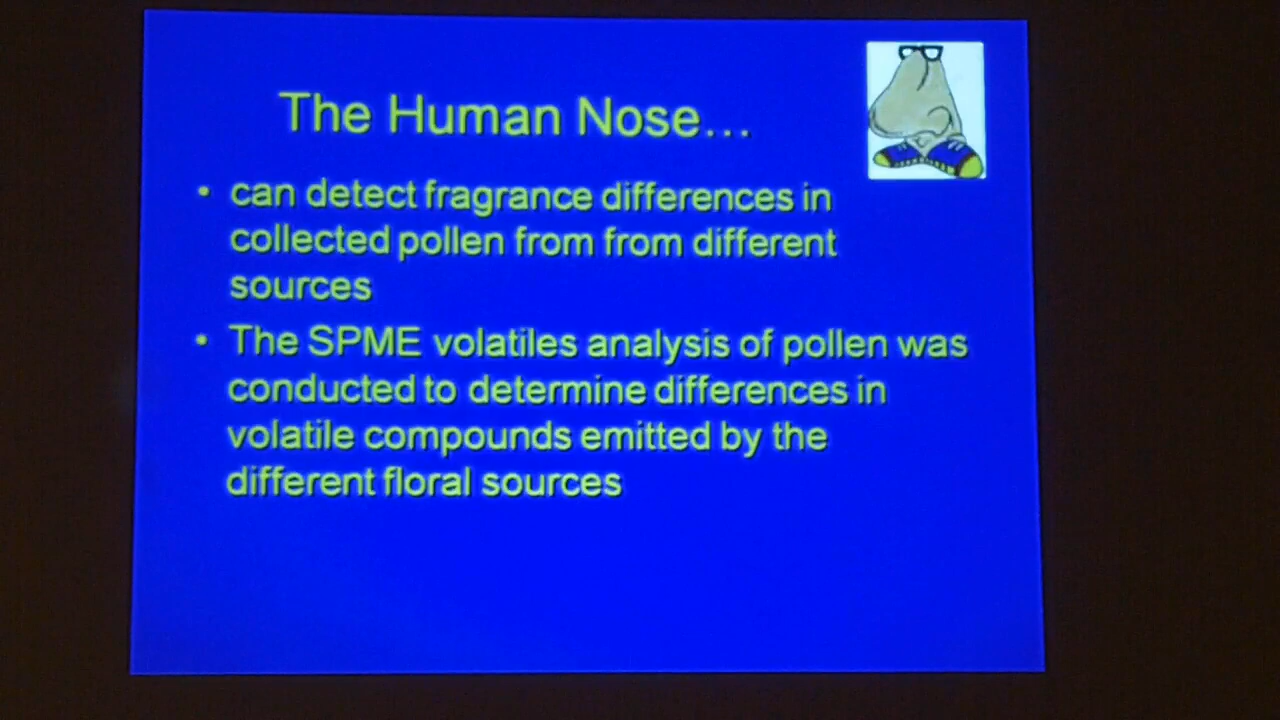 The Human Nose...
• can detect fragrance differences in
collected pollen from from different
sources
• The SPME volatiles analysis of pollen was
conducted to determine differences in
volatile compounds emitted by the
different floral sources